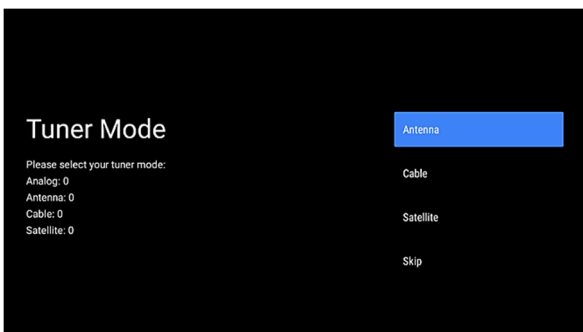 Tuner Mode
Please select your tuner mode:
Analog: 0
Antenna: 0
Cable: 0
Satellite: 0
Antenna
Cable
Satellite
Skip